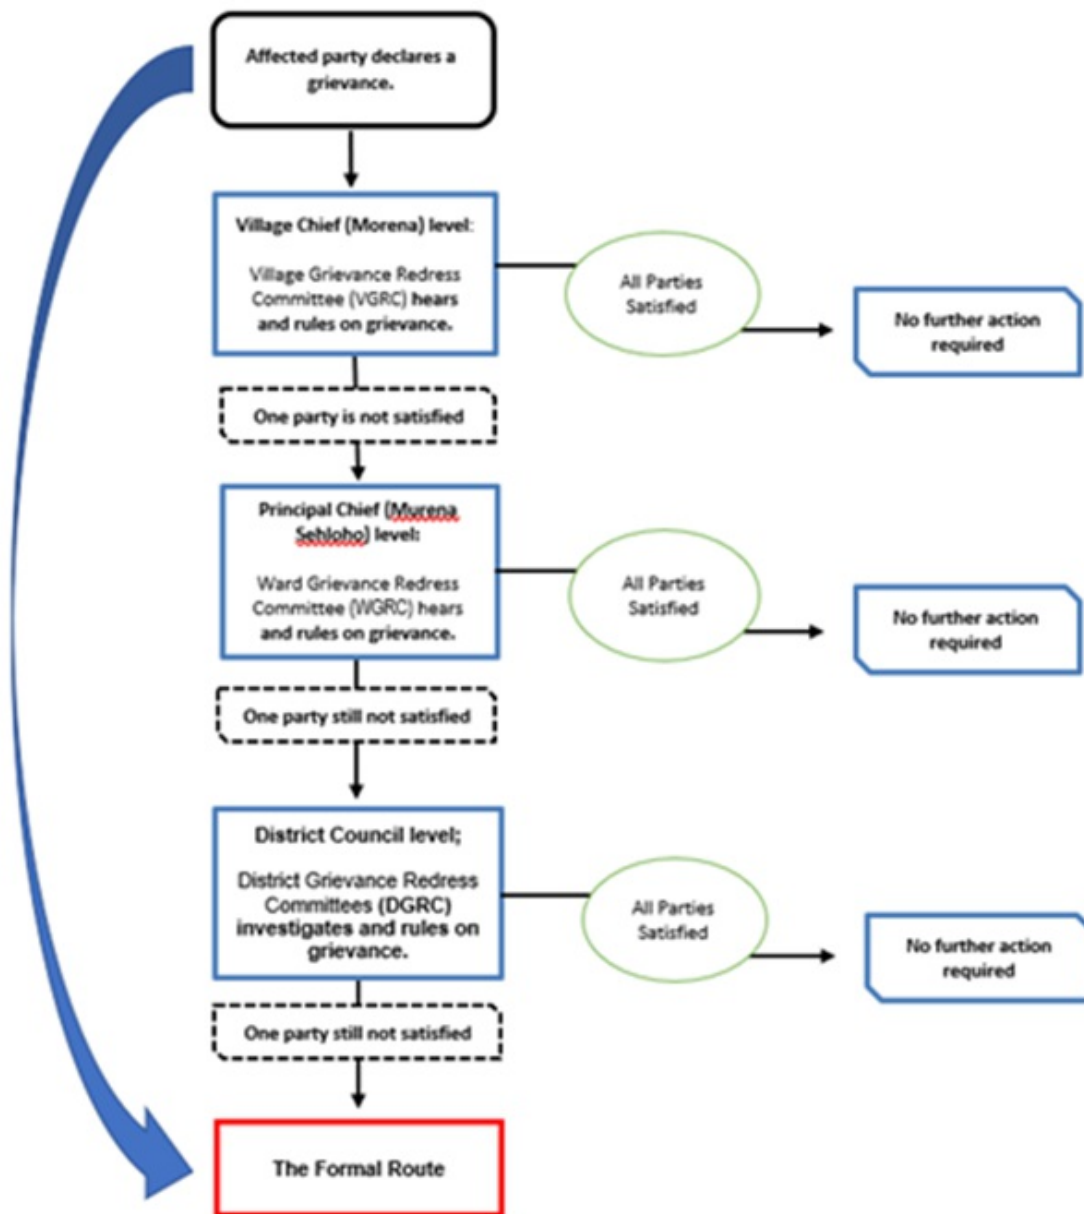 Affected party declares a
grievance.
Village Chief (Morena) level:
Village Grievance Redress
Committee (VGRC) hears
and rules on grievance.
All Parties
Satisfied
No further action
required
One party is not satisfied
Principal Chief (Murena
Sehloho) level:
Ward Grievance Redress
Committee (WGRC) hears
and rules on grievance.
All Parties
Satisfied
No further action
required
One party still not satisfied
District Council level;
District Grievance Redress
Committees (DGRC)
investigates and rules on
grievance.
All Parties
Satisfied
No further action
required
One party still not satisfied
The Formal Route